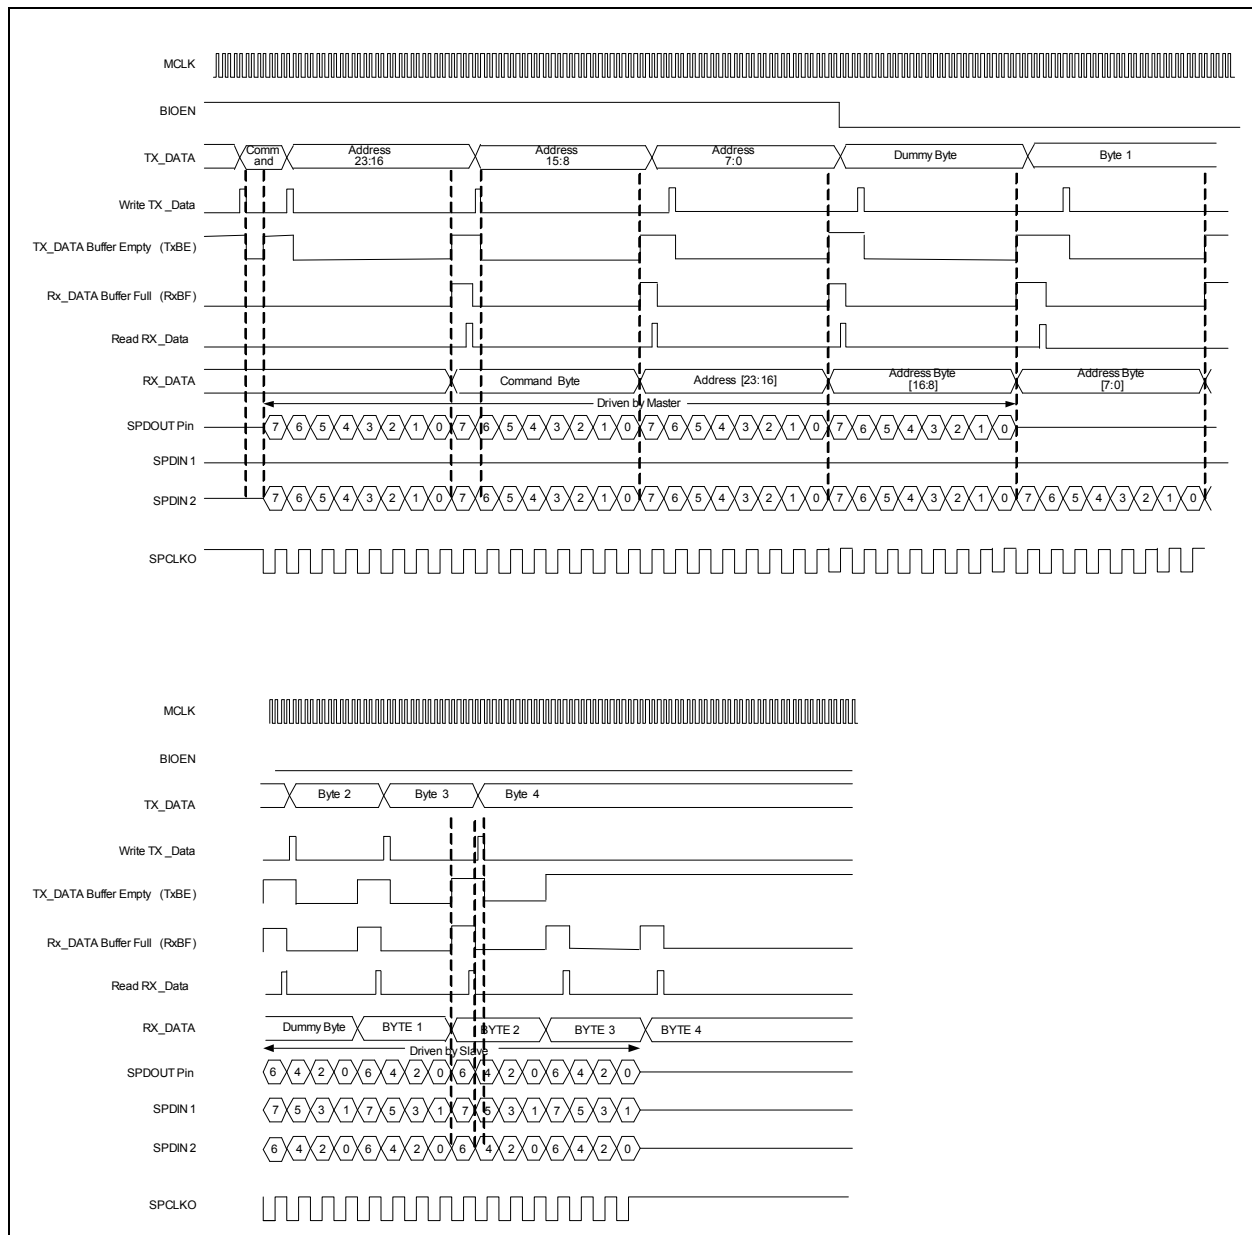 MCLK
BIOEN
TX_DATA
Comm
and
Address
23:16
Address
15:8
Address
7:0
Dummy Byte
Byte 1
Write TX_Data
TX_DATA Buffer Empty (TxBE)
Rx_DATA Buffer Full (RxBF)
Read RX_Data
RX_DATA
Command Byte
Address [23:16]
Address Byte
[16:8]
Address Byte
[7:0]
Driven by Master
SPDOUT Pin
7 6 5 4 3 2 1 0 7 6 5 4 3 2 1 0 7 6 5 4 3 2 1 0 7 6 5 4 3 2 1 0
SPDIN 1
SPDIN 2
7 6 5 4 3 2 1 0 7 6 5 4 3 2 1 0 7 6 5 4 3 2 1 0 7 6 5 4 3 2 1 0 7 6 5 4 3 2 1 0
SPCLKO
MCLK
BIOEN
TX_DATA
Byte 2
Byte 3
Byte 4
Write TX_Data
TX_DATA Buffer Empty (TxBE)
Rx_DATA Buffer Full (RxBF)
Read RX_Data
RX_DATA
Dummy Byte
BYTE 1
BYTE 2
BYTE 3
BYTE 4
Driven by Slave
SPDOUT Pin
6 4 2 0 6 4 2 0 6 4 2 0 6 4 2 0
SPDIN 1
7 5 3 1 7 5 3 1 7 5 3 1 7 5 3 1
SPDIN 2
6 4 2 0 6 4 2 0 6 4 2 0 6 4 2 0
SPCLKO